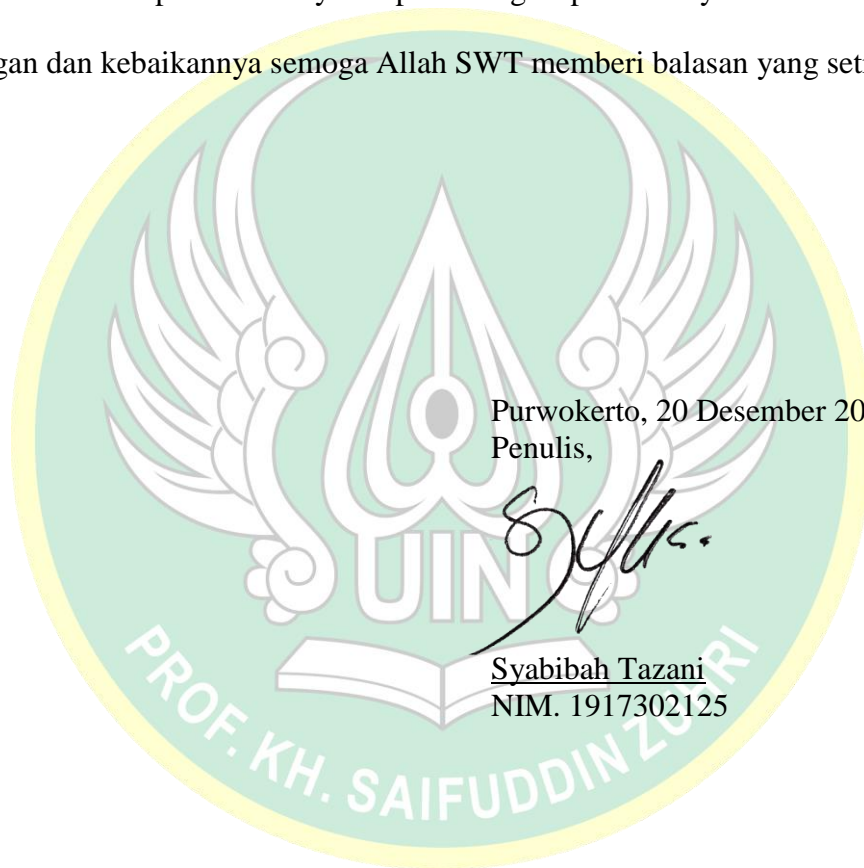 gan dan kebaikannya semoga Allah SWT memberi balasan yang set
Purwokerto, 20 Desember 20
Penulis,
Syabibah Tazani
NIM. 1917302125
UIN
PROF. KH. SAIFUDDIN ZUHRI